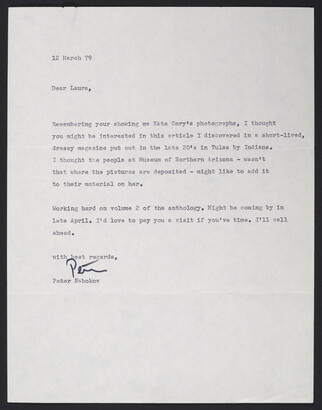 12 March 79
Dear Laura,
Remembering your showing me Kate Cory's photographs, I thought
you might be interested in this article I discovered in a short-lived,
dressy magazine put out in the late 20's in Tulsa by Indians.
I thought the people at Museum of Northern Arizona - wasn't
that where the pictures are deposited - might like to add it
to their material on her.
Working hard on volume 2 of the anthology. Might be coming by in
late April. I'd love to pay you a visit if you've time. I'll call
ahead.
with best regards,
Peter
Peter Nabokov